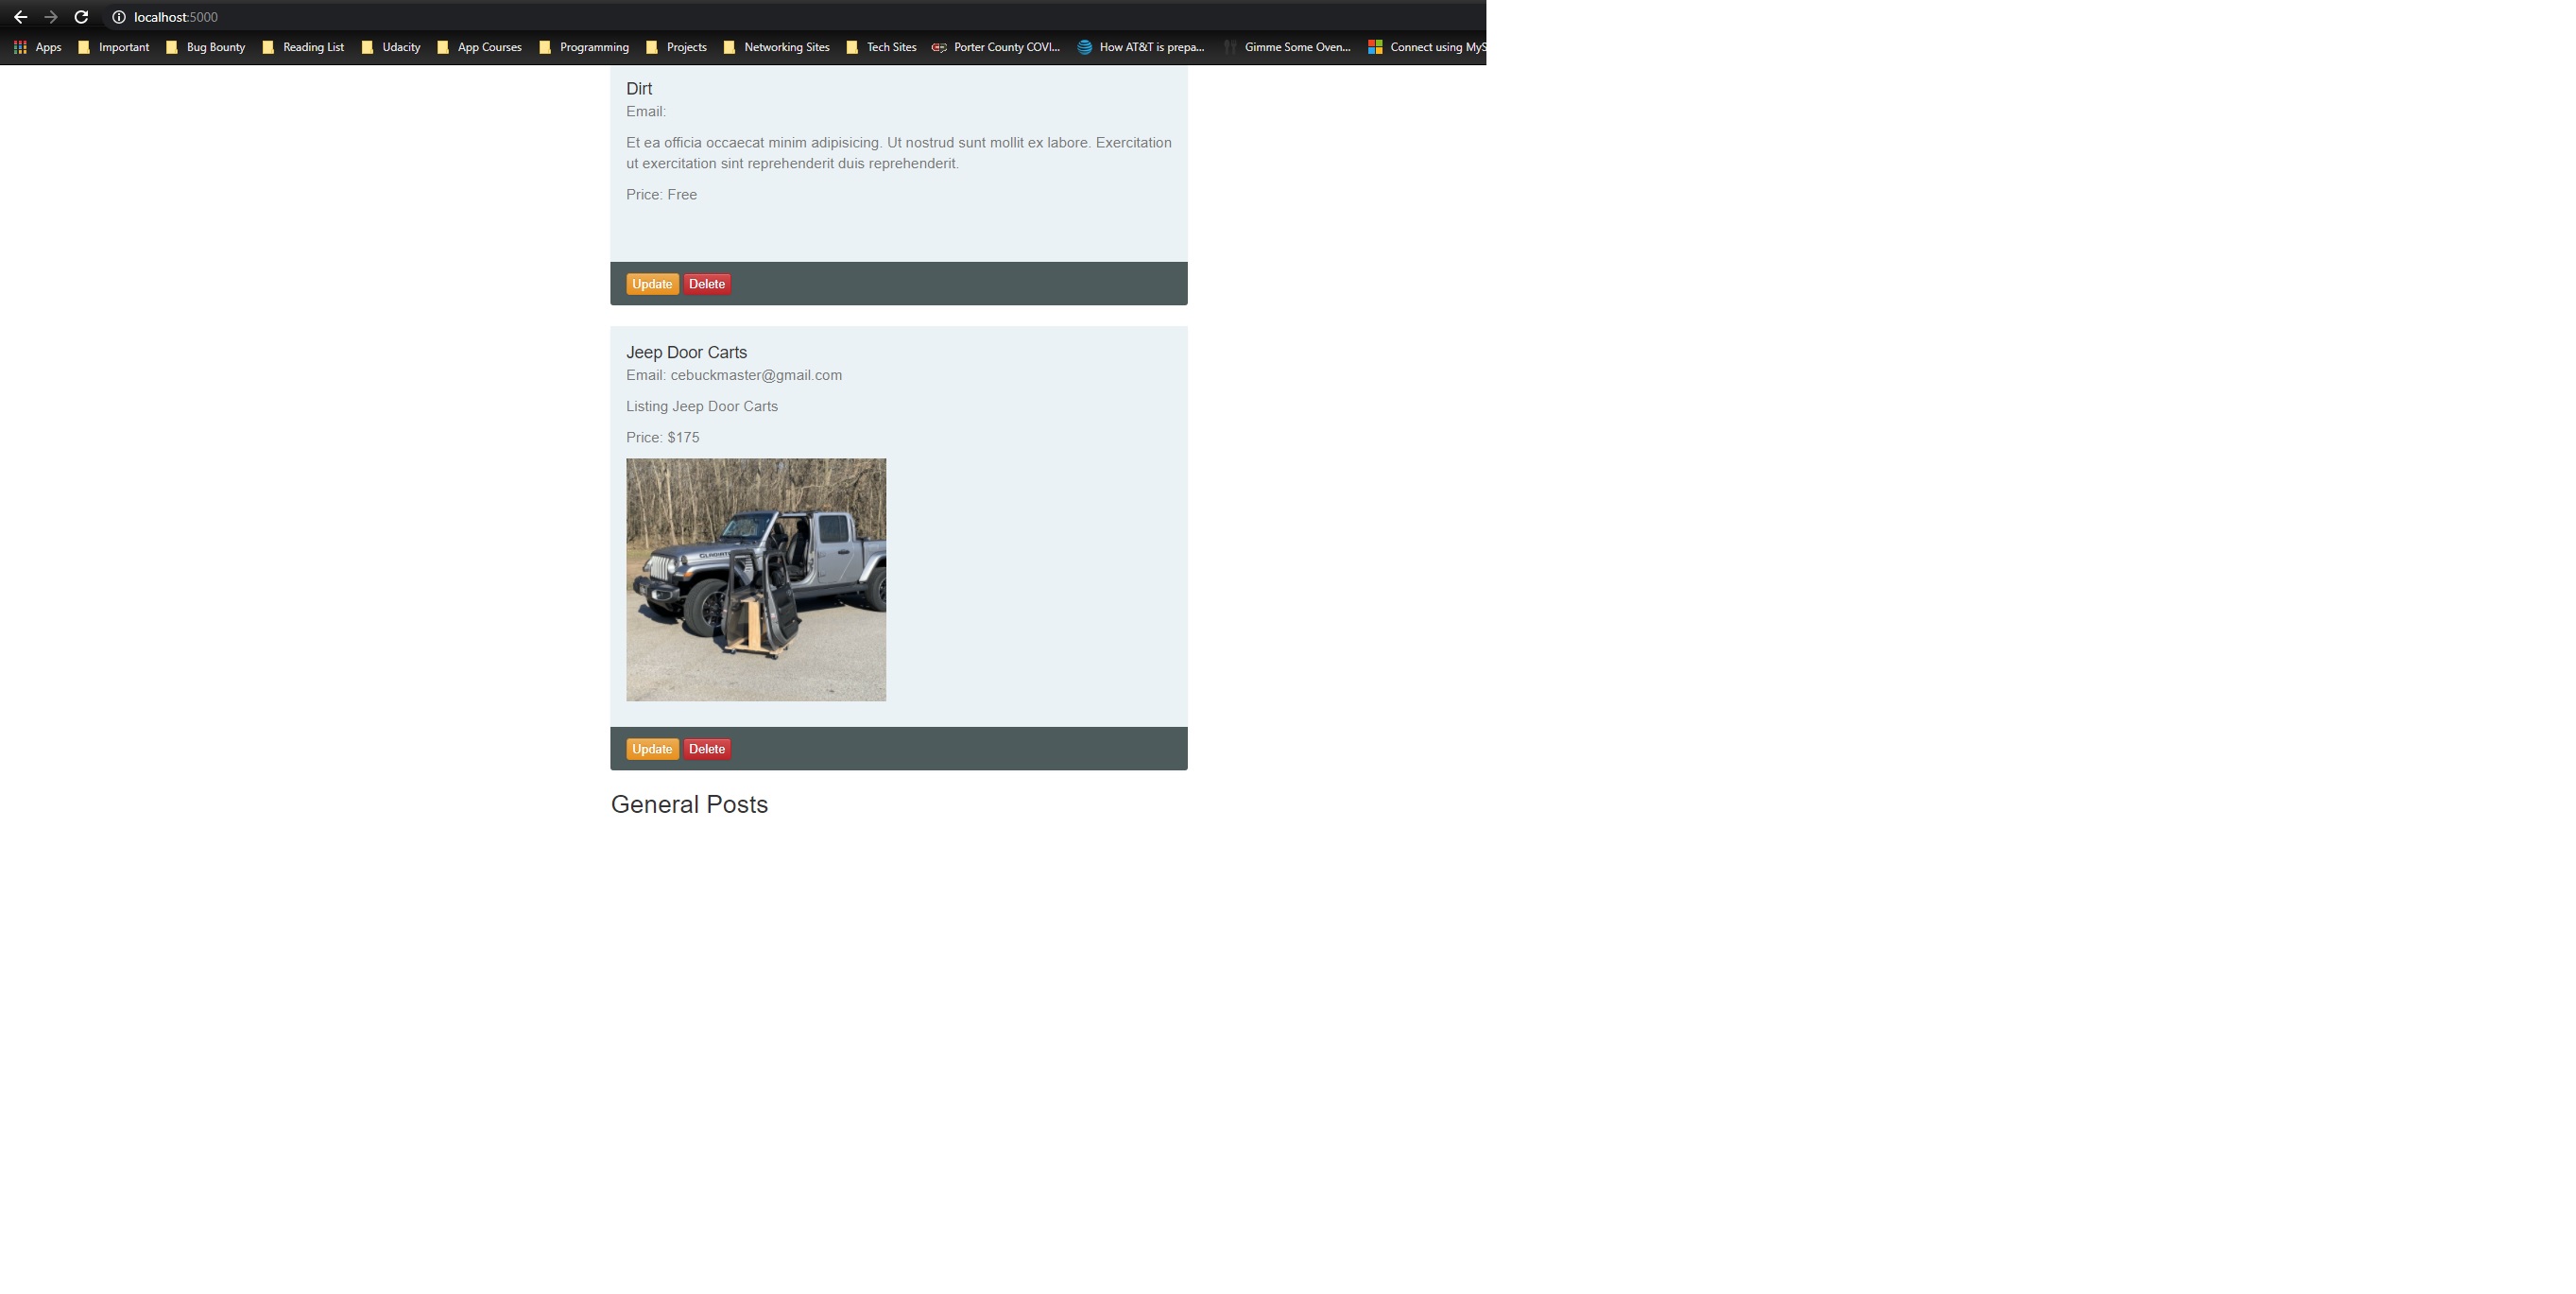 localhost:5000
Apps Important Bug Bounty Reading List Udacity App Courses Programming Projects Networking Sites Tech Sites Porter County COVI... How AT&T is prepa... Gimme Some Oven... Connect using MyS
Dirt
Email:
Et ea officia occaecat minim adipisicing. Ut nostrud sunt mollit ex labore. Exercitation
ut exercitation sint reprehenderit duis reprehenderit.
Price: Free
Update Delete
Jeep Door Carts
Email: cebuckmaster@gmail.com
Listing Jeep Door Carts
Price: $175
Update Delete
General Posts